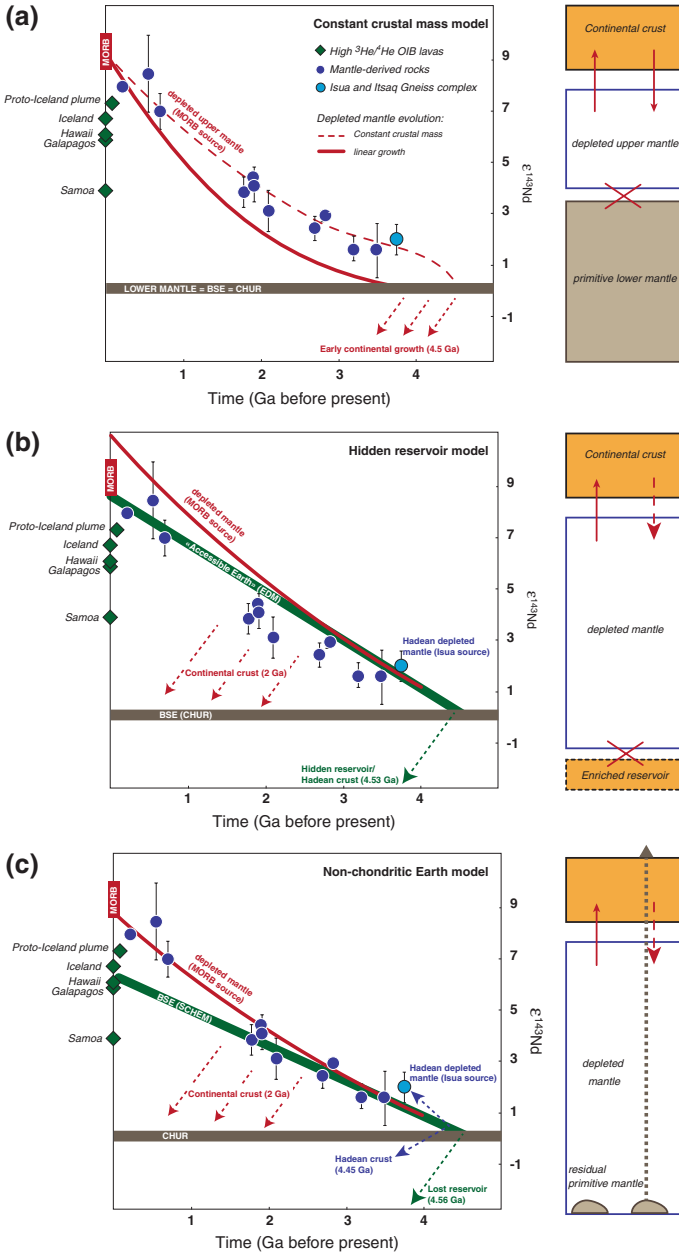 (a)
Constant crustal mass model
High ³He/⁴He OIB lavas
Mantle-derived rocks
Isua and Itsaq Gneiss complex
Depleted mantle evolution:
Constant crustal mass
linear growth
MORB
depleted upper mantle
(MORB source)
Proto-Iceland plume
Iceland
Hawaii
Galapagos
Samoa
9
7
5
3
1
-1
ε¹⁴³Nd
LOWER MANTLE = BSE = CHUR
Early continental growth (4.5 Ga)
1
2
3
4
Time (Ga before present)
Continental crust
depleted upper mantle
primitive lower mantle
(b)
Hidden reservoir model
MORB
depleted mantle
(MORB source)
«Accessible Earth» (EDM)
Proto-Iceland plume
Iceland
Hawaii
Galapagos
Samoa
9
7
5
3
1
-1
ε¹⁴³Nd
Hadean depleted
mantle (Isua source)
Continental crust (2 Ga)
BSE (CHUR)
Hidden reservoir/
Hadean crust (4.53 Ga)
1
2
3
4
Time (Ga before present)
Continental crust
depleted mantle
Enriched reservoir
(c)
Non-chondritic Earth model
MORB
depleted mantle
(MORB source)
BSE (SCHEM)
Proto-Iceland plume
Iceland
Hawaii
Galapagos
Samoa
9
7
5
3
1
-1
ε¹⁴³Nd
Hadean depleted
mantle (Isua source)
Continental crust (2 Ga)
CHUR
Hadean crust
(4.45 Ga)
Lost reservoir
(4.56 Ga)
1
2
3
4
Time (Ga before present)
depleted
mantle
residual
primitive mantle